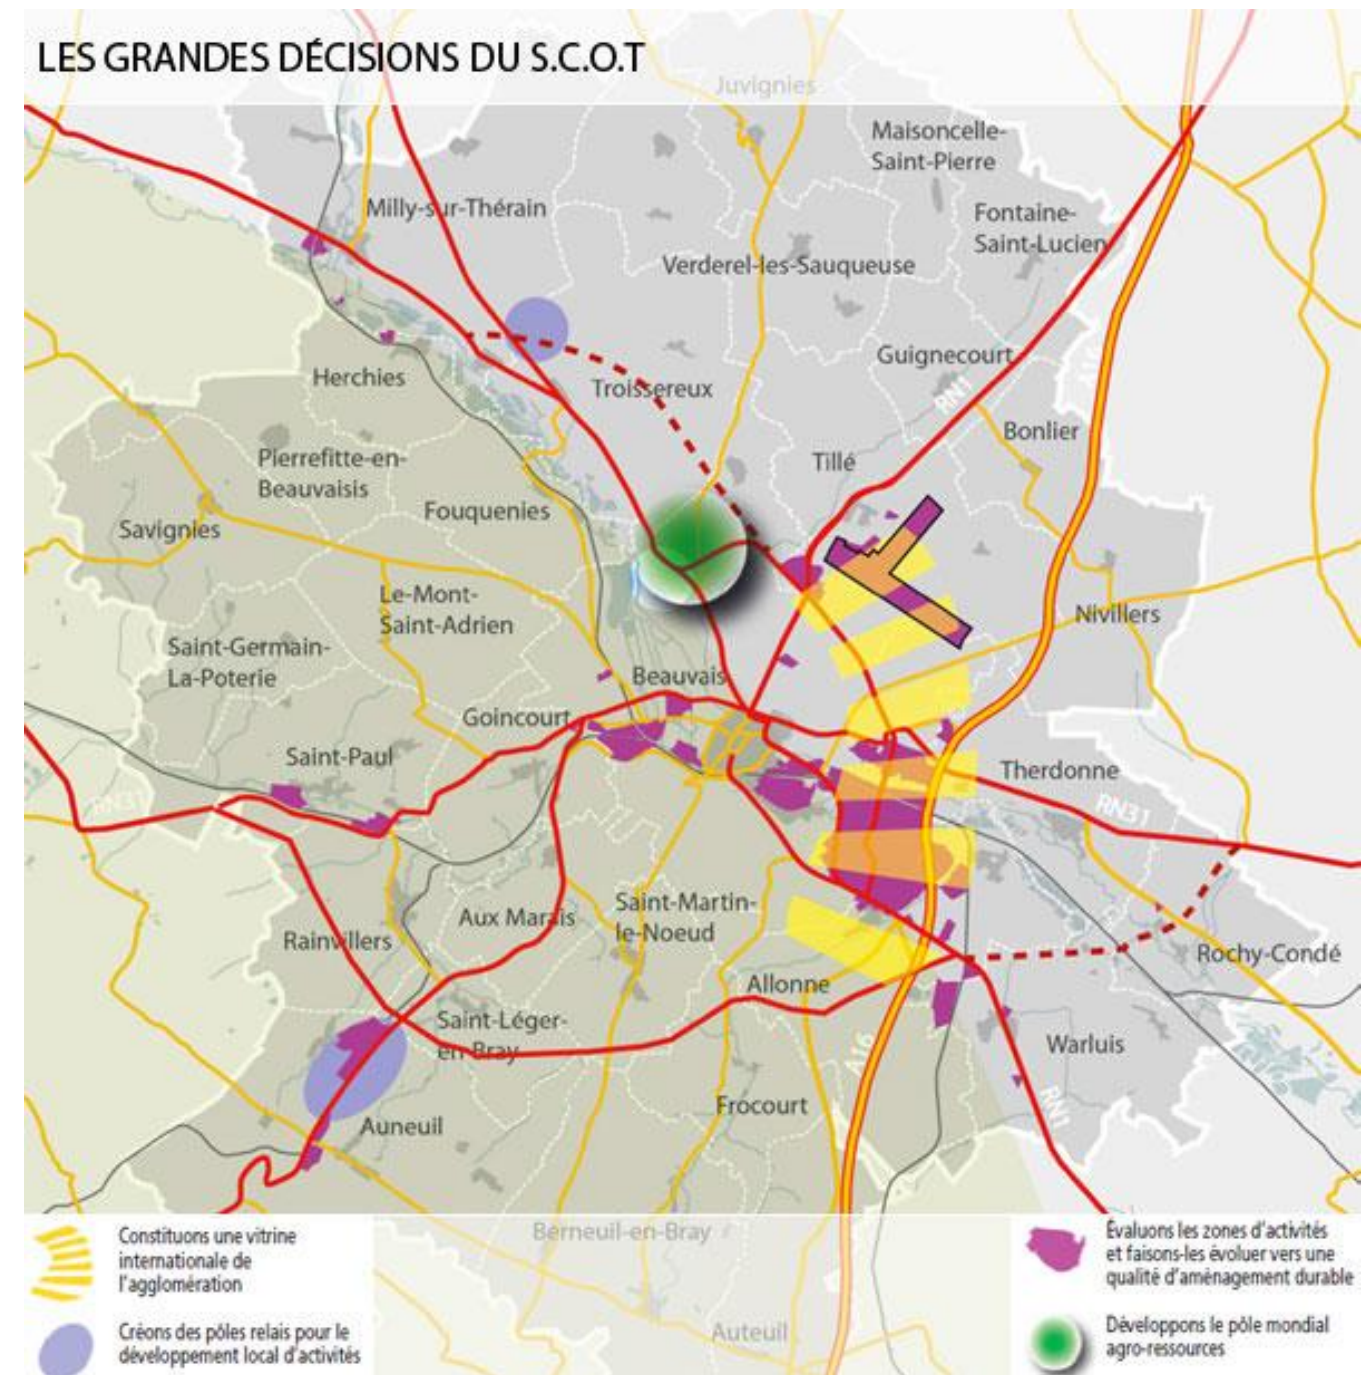 LES GRANDES DÉCISIONS DU S.C.O.T
Juvignies
Maisoncelle-
Saint-Pierre
Milly-sur-Thérain
Fontaine-
Saint-Lucien
Verderel-les-Sauqueuse
Guignecourt
Herchies
Troissereux
RN1
Bonlier
Pierrefitte-en-
Beauvaisis
Tillé
Fouquenies
Savignies
Le-Mont-
Saint-Adrien
Nivillers
Saint-Germain-
La-Poterie
Beauvais
Goincourt
Saint-Paul
Therdonne
RN31
RN31
Saint-Martin-
le-Noeud
Aux Marais
Rainvillers
Rochy-Condé
Allonne
Saint-Léger-
en-Bray
A16
Warluis
RN1
Frocourt
Auneuil
Berneuil-en-Bray
Auteuil
Constituons une vitrine
internationale de
l'agglomération
Créons des pôles relais pour le
développement local d'activités
Évaluons les zones d'activités
et faisons-les évoluer vers une
qualité d'aménagement durable
Développons le pôle mondial
agro-ressources